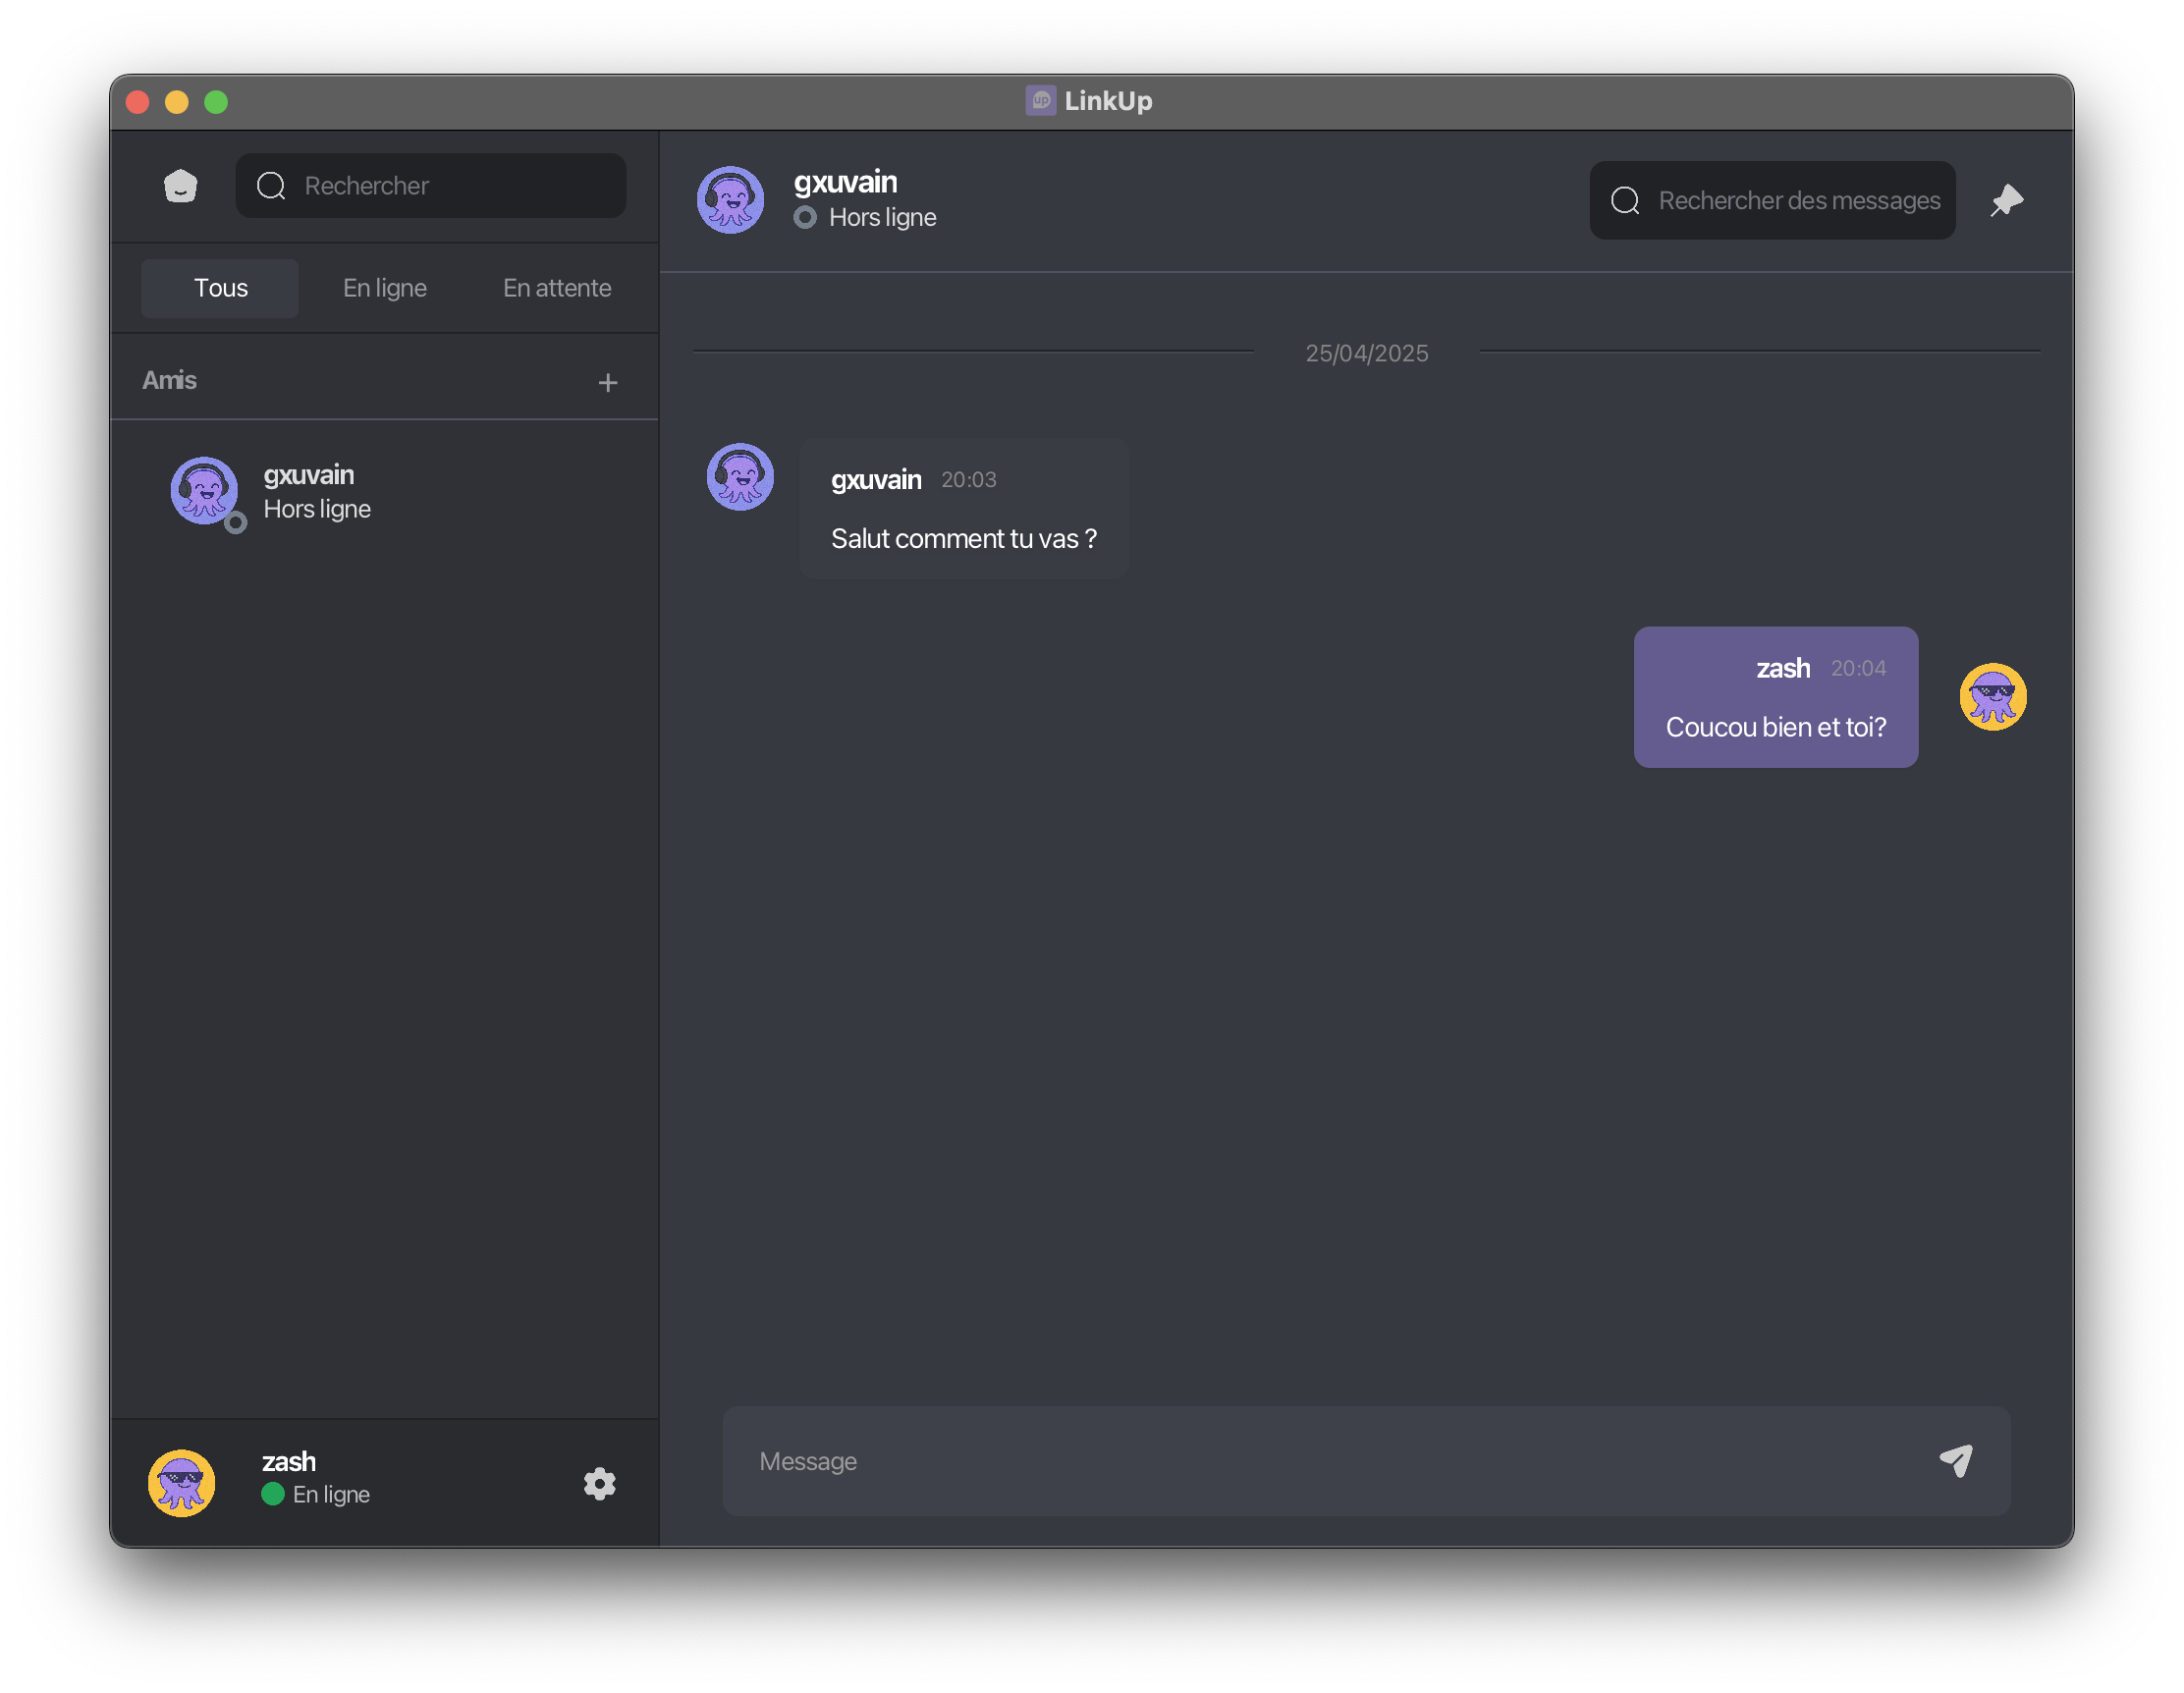 up LinkUp
Rechercher
Tous En ligne En attente
Amis +
gxuvain
Hors ligne
zash
En ligne
gxuvain
Hors ligne
Rechercher des messages
25/04/2025
gxuvain 20:03
Salut comment tu vas ?
zash 20:04
Coucou bien et toi?
Message